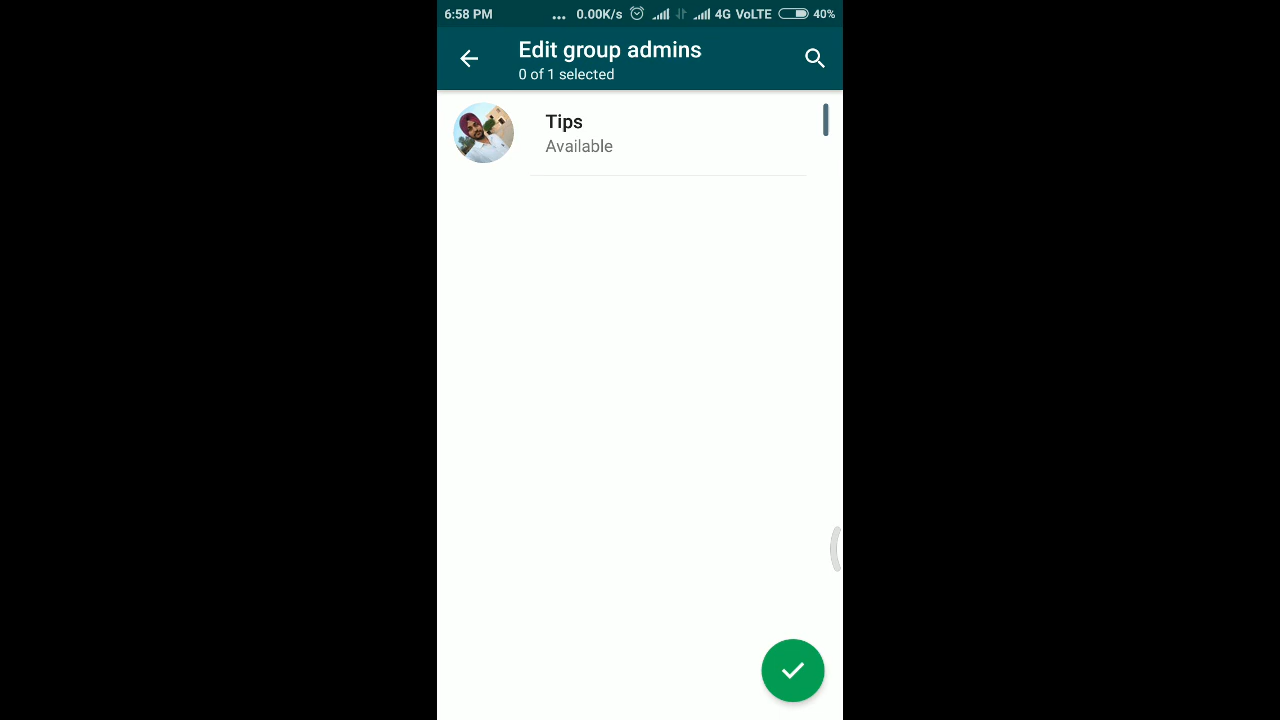 6:58 PM ... 0.00K/s 4G VoLTE 40%
Edit group admins
0 of 1 selected
Tips
Available